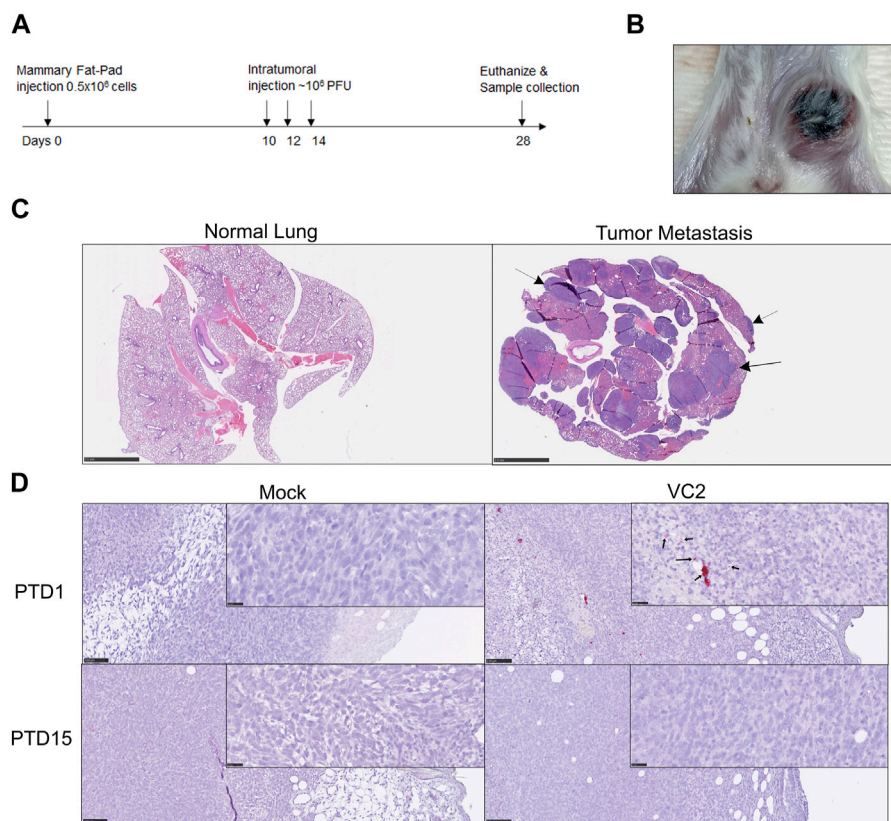 A
B
Mammary Fat-Pad
injection 0.5x10⁶ cells
Intratumoral
injection ~10⁶ PFU
Euthanize &
Sample collection
Days 0
10
12
14
28
C
Normal Lung
Tumor Metastasis
D
Mock
VC2
PTD1
PTD15